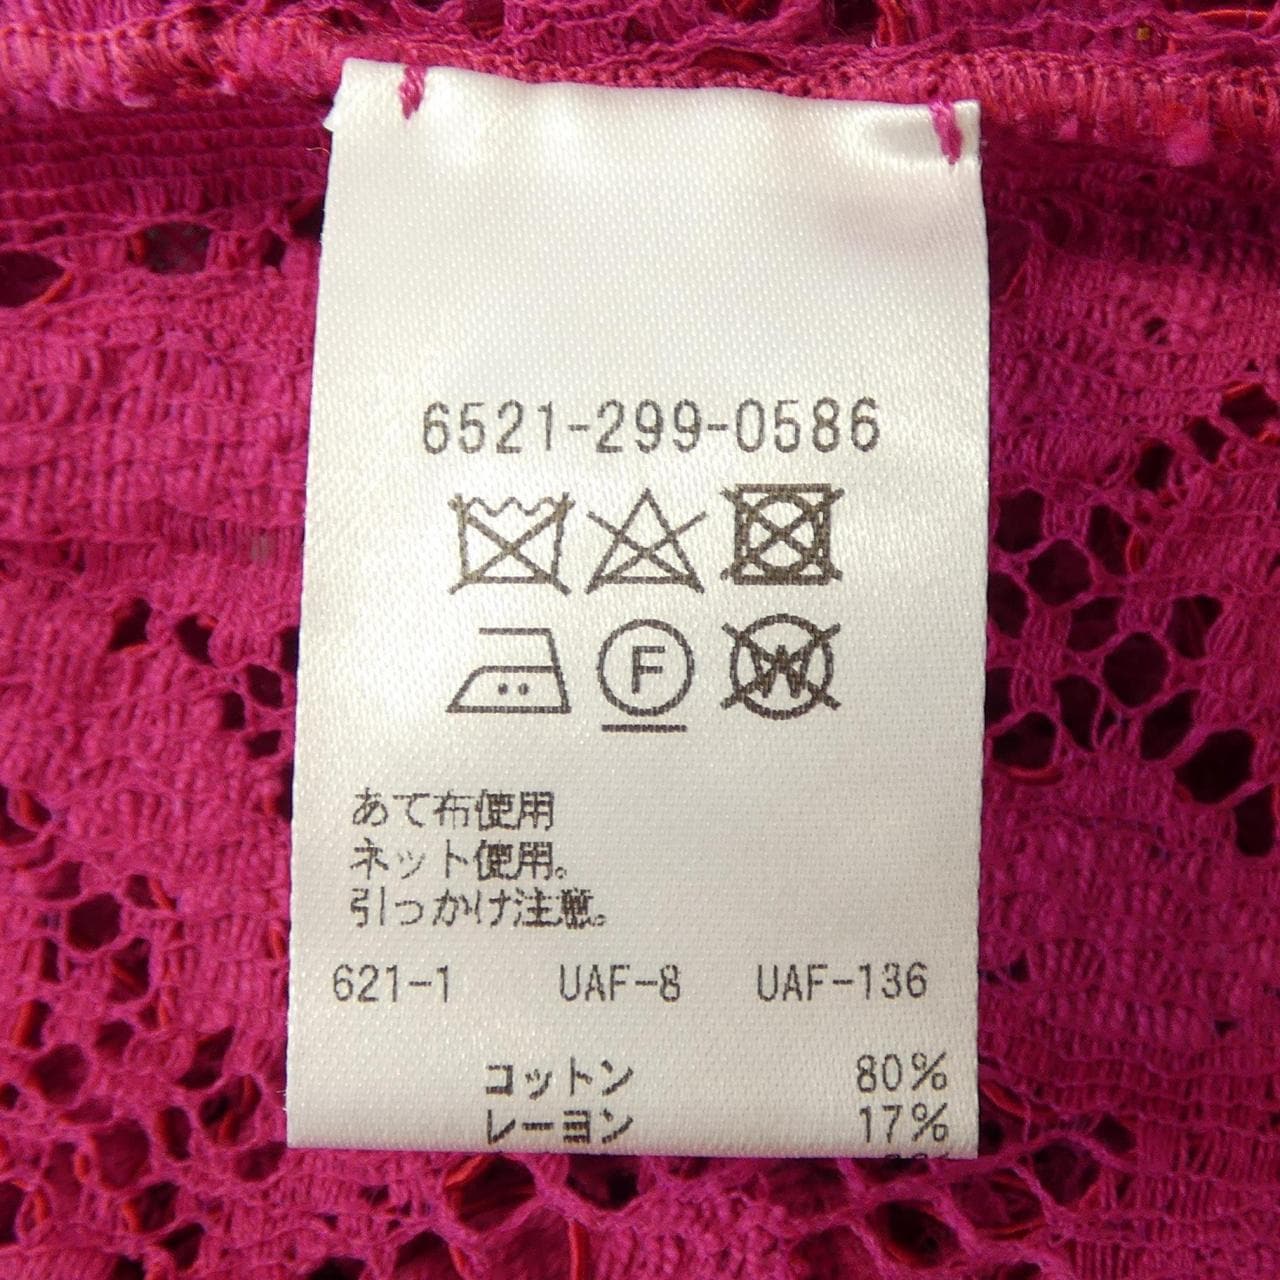 6521-299-0586
F W
あて布使用
ネット使用。
引っかけ注意。
621-1 UAF-8 UAF-136
コットン 80%
レーヨン 17%